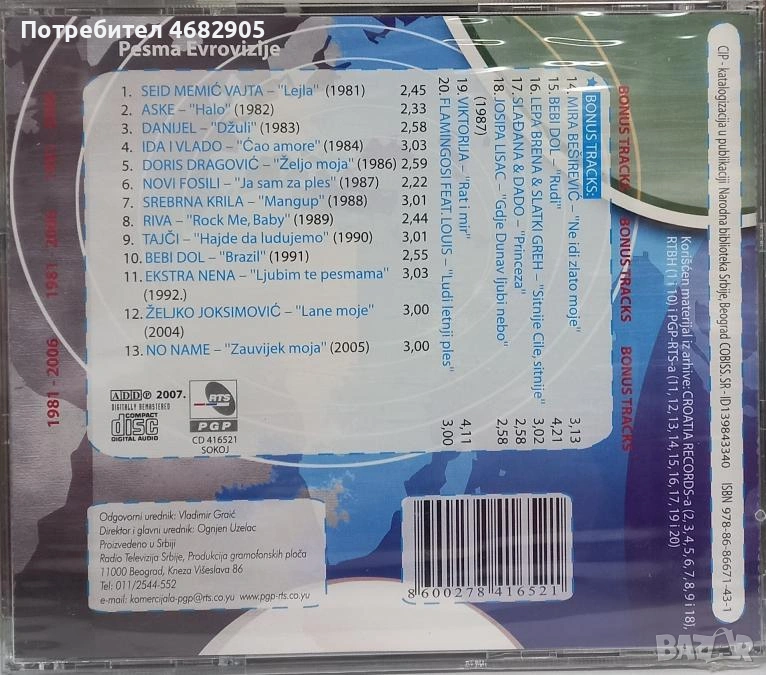 Потребител 4682905
Pesma Evrovizije
1. SEID MEMIĆ VAJTA – "Lejla" (1981) 2,45
2. ASKE – "Halo" (1982) 2,33
3. DANIJEL – "Džuli" (1983) 2,58
4. IDA I VLADO – "Ćao amore" (1984) 3,03
5. DORIS DRAGOVIĆ – "Željo moja" (1986) 2,59
6. NOVI FOSILI – "Ja sam za ples" (1987) 2,22
7. SREBRNA KRILA – "Mangup" (1988) 3,01
8. RIVA – "Rock Me, Baby" (1989) 2,44
9. TAJČI – "Hajde da ludujemo" (1990) 3,01
10. BEBI DOL – "Brazil" (1991) 2,55
11. EKSTRA NENA – "Ljubim te pesmama" 3,03
(1992.)
12. ŽELJKO JOKSIMOVIĆ – "Lane moje" 3,00
(2004)
13. NO NAME – "Zauvijek moja" (2005) 3,00
BONUS TRACKS:
14. MIRA BEŠIREVIĆ – "Ne idi zlato moje" 3,13
15. BEBI DOL – "Rudi" 4,21
16. LEPA BRENA & SLATKI GREH – "Sitnije Cile, sitnije" 3,02
17. SLAĐANA & DADO – "Princeza" 2,58
18. JOSIPA LISAC – "Gdje Dunav ljubi nebo" 2,58
(1987)
19. VIKTORIJA – "Rat i mir" 4,11
20. FLAMINGOSI FEAT. LOUIS – "Ludi letnji ples" 3,00
BONUS TRACKS BONUS TRACKS BONUS TRACKS
1981 - 2006 1981 2006
ADD P 2007.
DIGITALLY REMASTERED
COMPACT
disc
DIGITAL AUDIO
RTS
PGP
CD 416521
SOKOJ
Korišćen materijal iz arhive: CROATIA RECORDS-a (2, 3, 4, 5, 6, 7, 8, 9 i 18),
RTBH (1 i 10) i PGP-RTS-a (11, 12, 13, 14, 15, 16, 17, 19 i 20)
CIP - katalogizacija u publikaciji Narodna biblioteka Srbije, Beograd COBISS.SR - ID139843340 ISBN 978-86-86671-43-1
Odgovorni urednik: Vladimir Graić
Direktor i glavni urednik: Ognjen Uzelac
Proizvedeno u Srbiji
Radio Televizija Srbije, Produkcija gramofonskih ploča
11000 Beograd, Kneza Višeslava 86
Tel: 011/2544-552
e-mail: komercijala-pgp@rts.co.yu www.pgp-rts.co.yu
8600278416521
BAZAR